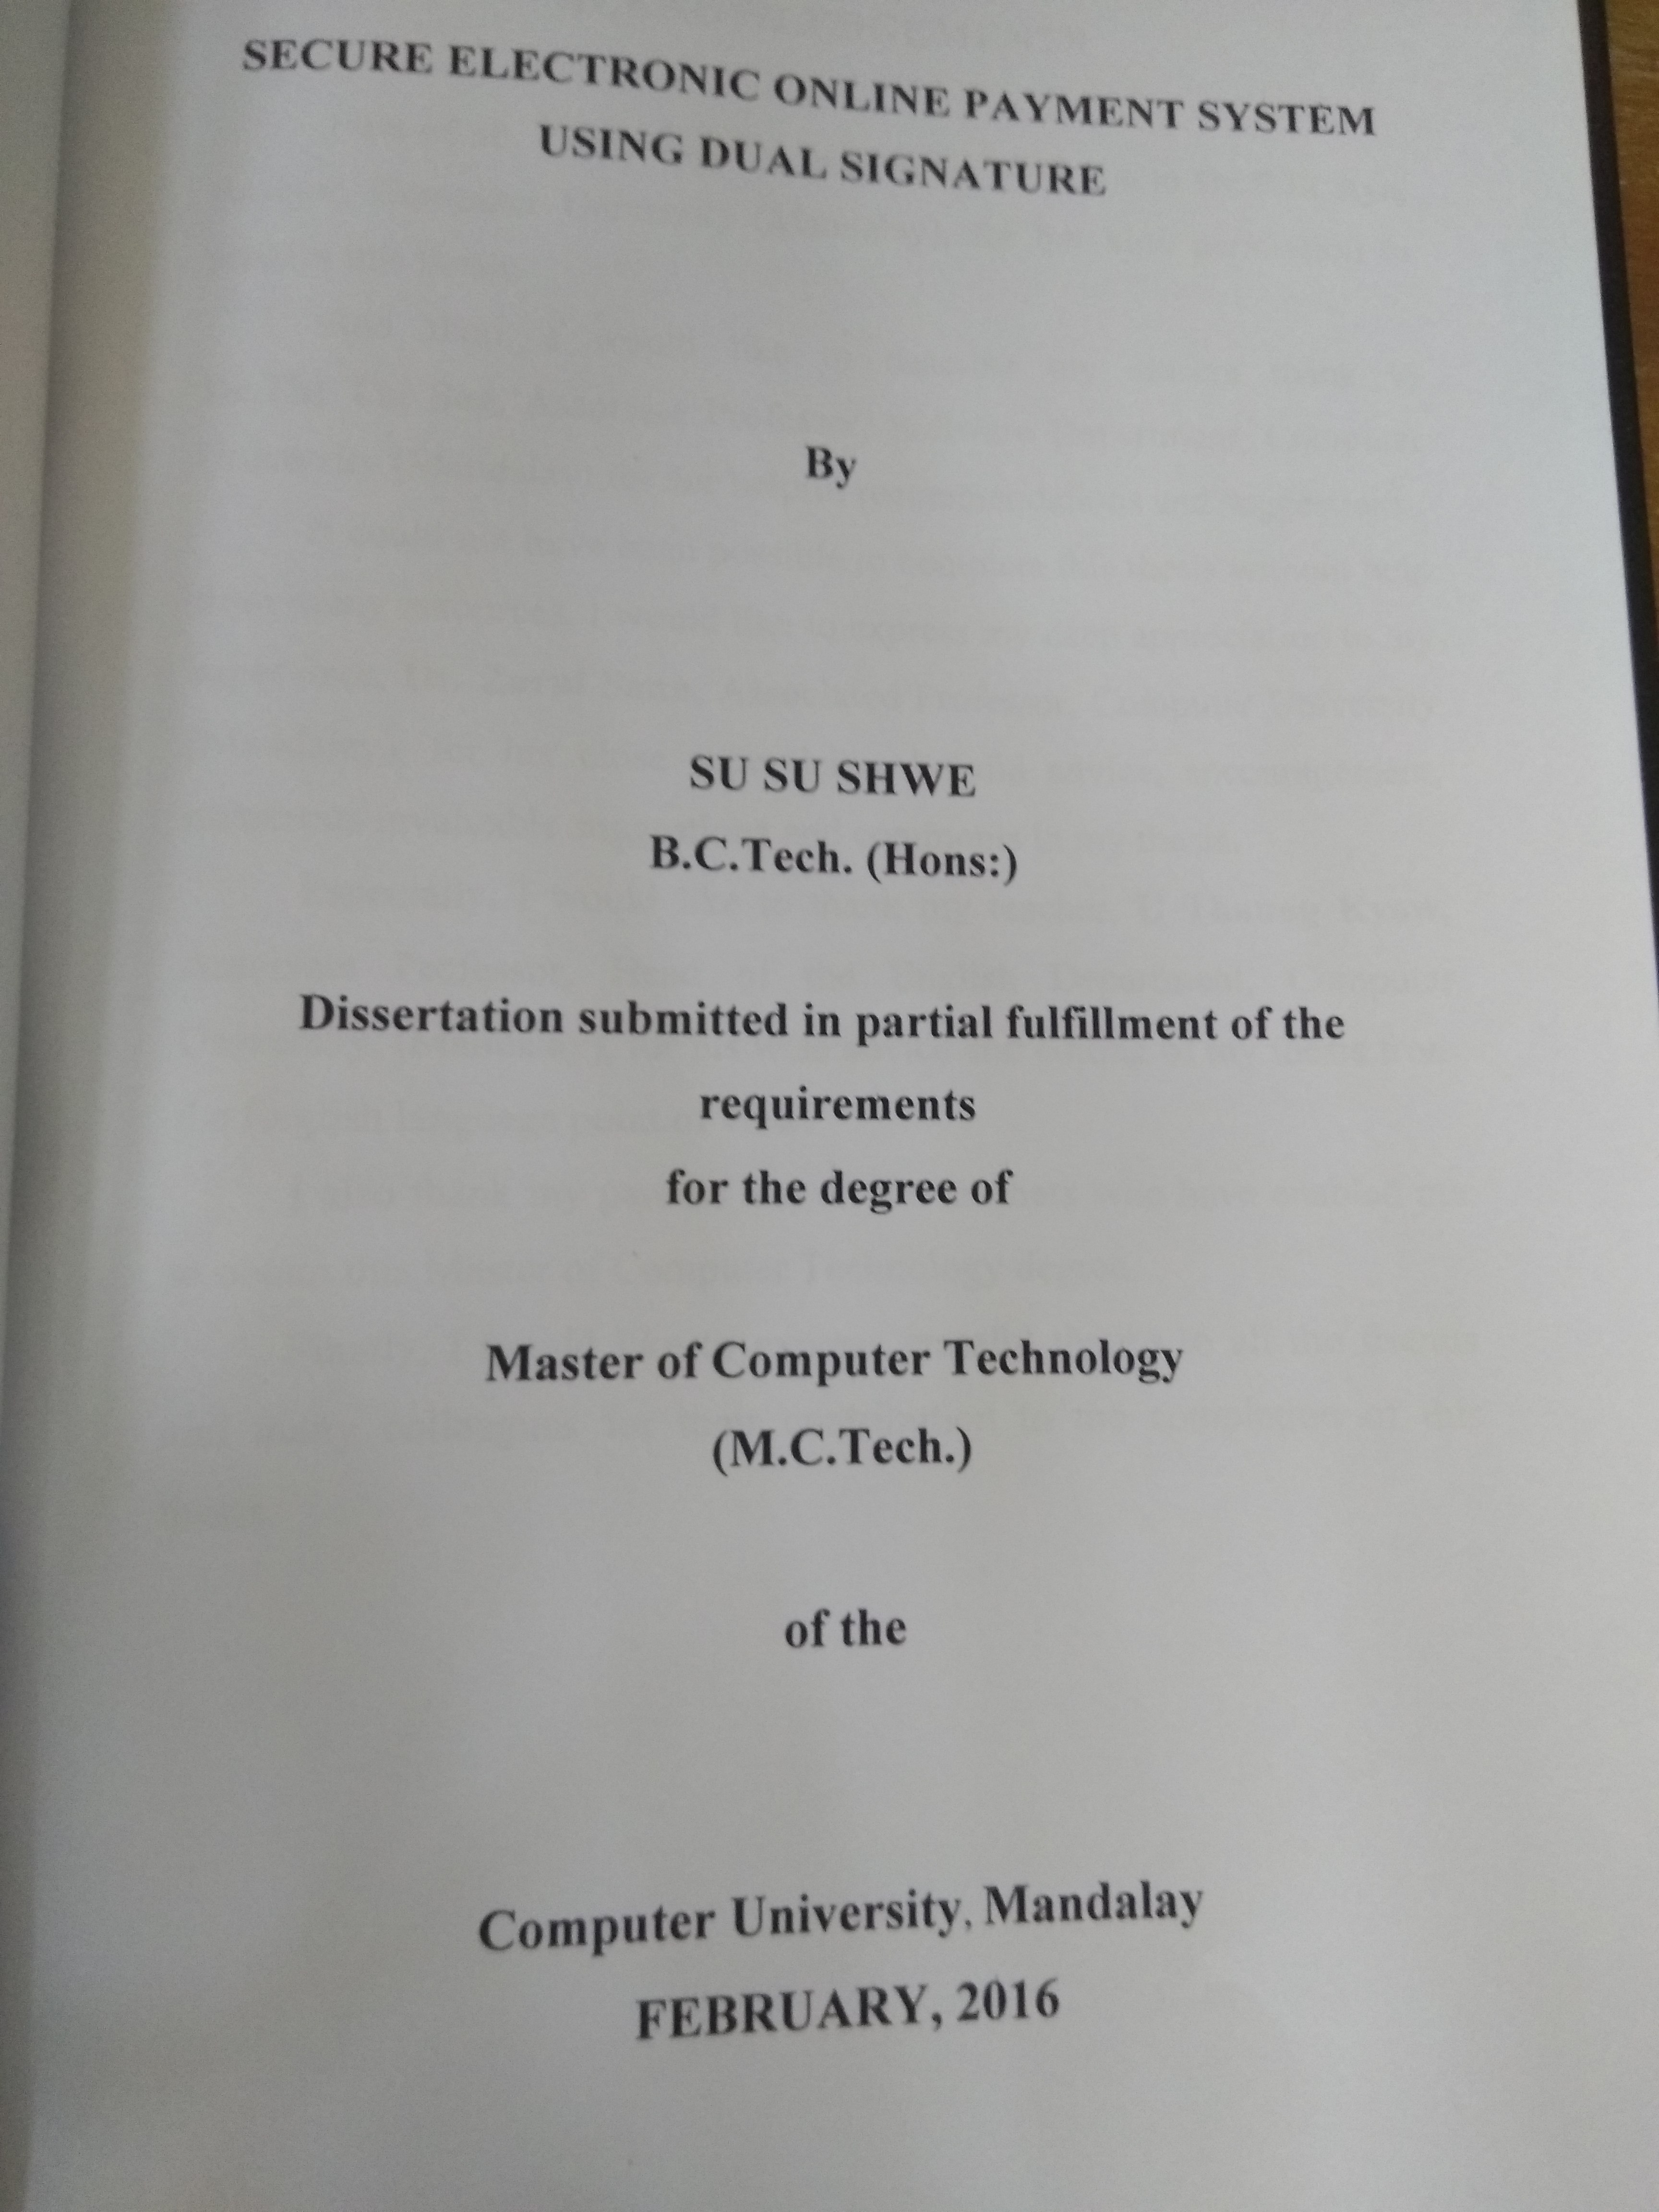 SECURE ELECTRONIC ONLINE PAYMENT SYSTEM
USING DUAL SIGNATURE
By
SU SU SHWE
B.C.Tech. (Hons:)
Dissertation submitted in partial fulfillment of the
requirements
for the degree of
Master of Computer Technology
(M.C.Tech.)
of the
Computer University, Mandalay
FEBRUARY, 2016